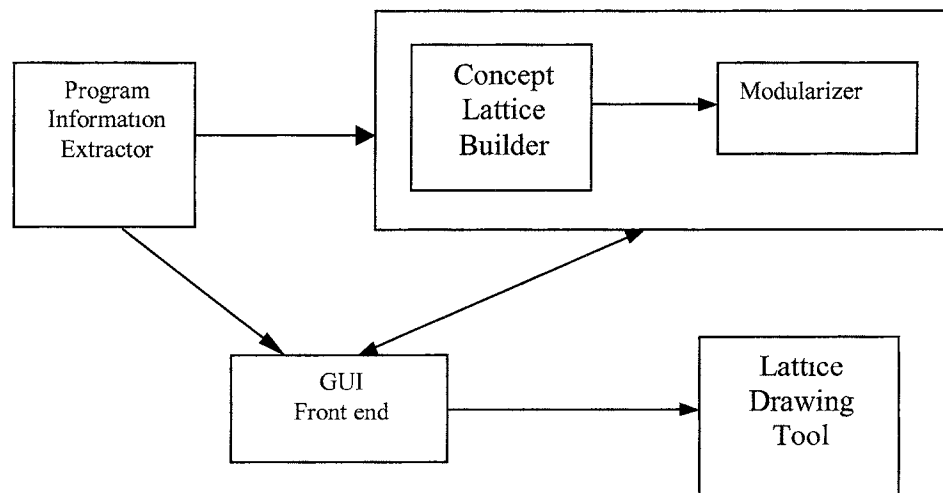 Program
Information
Extractor
Concept
Lattice
Builder
Modularizer
GUI
Front end
Lattice
Drawing
Tool